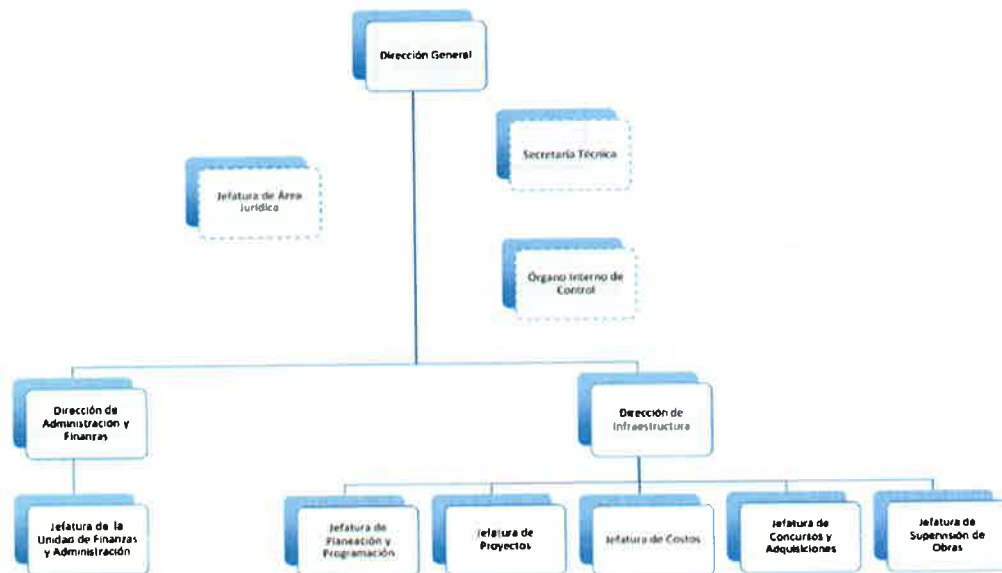 Dirección General
Secretaría Técnica
Jefatura de Área
Jurídica
Órgano Interno de
Control
Dirección de
Administración y
Finanzas
Dirección de
Infraestructura
Jefatura de la
Unidad de Finanzas
y Administración
Jefatura de
Planeación y
Programación
Jefatura de
Proyectos
Jefatura de Costos
Jefatura de
Concursos y
Adquisiciones
Jefatura de
Supervisión de
Obras